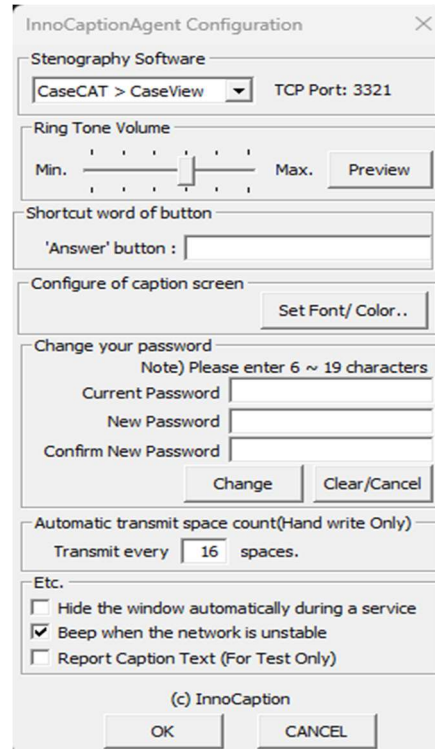 InnoCaptionAgent Configuration
Stenography Software
CaseCAT > CaseView TCP Port: 3321
Ring Tone Volume
Min. Max. Preview
Shortcut word of button
'Answer' button :
Configure of caption screen
Set Font/ Color..
Change your password
Note) Please enter 6 ~ 19 characters
Current Password
New Password
Confirm New Password
Change Clear/Cancel
Automatic transmit space count(Hand write Only)
Transmit every 16 spaces.
Etc.
Hide the window automatically during a service
Beep when the network is unstable
Report Caption Text (For Test Only)
(c) InnoCaption
OK CANCEL